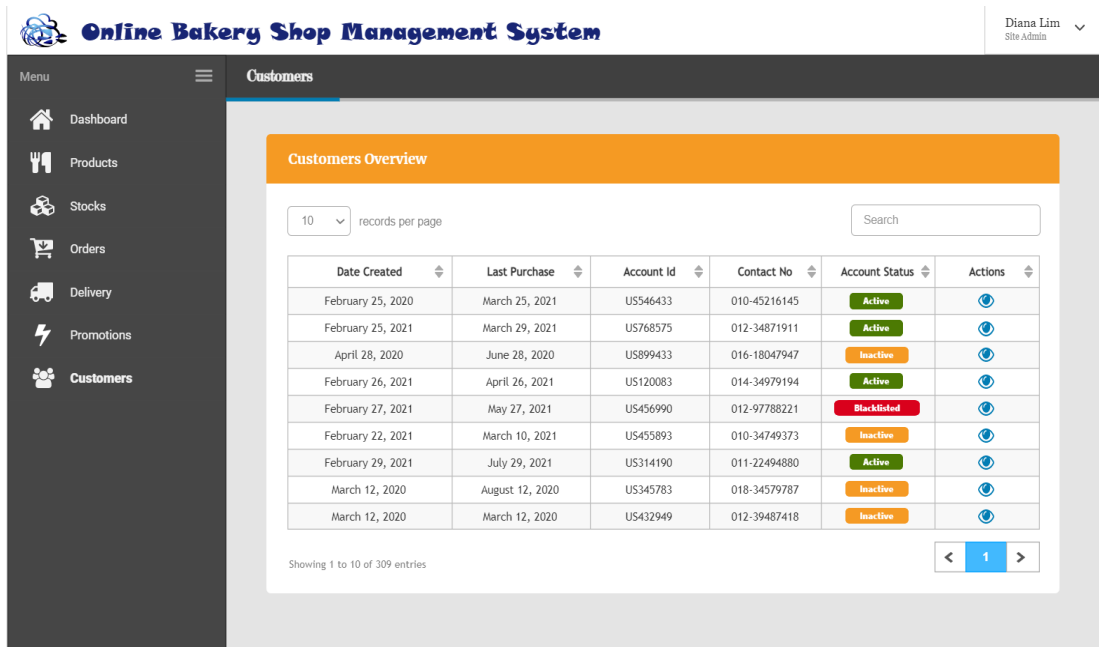 Online Bakery Shop Management System
Diana Lim
Site Admin
Menu
Customers
Dashboard
Products
Stocks
Orders
Delivery
Promotions
Customers
Customers Overview
10 records per page
Search
Date Created Last Purchase Account Id Contact No Account Status Actions
February 25, 2020 March 25, 2021 US546433 010-45216145 Active
February 25, 2021 March 29, 2021 US768575 012-34871911 Active
April 28, 2020 June 28, 2020 US899433 016-18047947 Inactive
February 26, 2021 April 26, 2021 US120083 014-34979194 Active
February 27, 2021 May 27, 2021 US456990 012-97788221 Blacklisted
February 22, 2021 March 10, 2021 US455893 010-34749373 Inactive
February 29, 2021 July 29, 2021 US314190 011-22494880 Active
March 12, 2020 August 12, 2020 US345783 018-34579787 Inactive
March 12, 2020 March 12, 2020 US432949 012-39487418 Inactive
Showing 1 to 10 of 309 entries
< 1 >